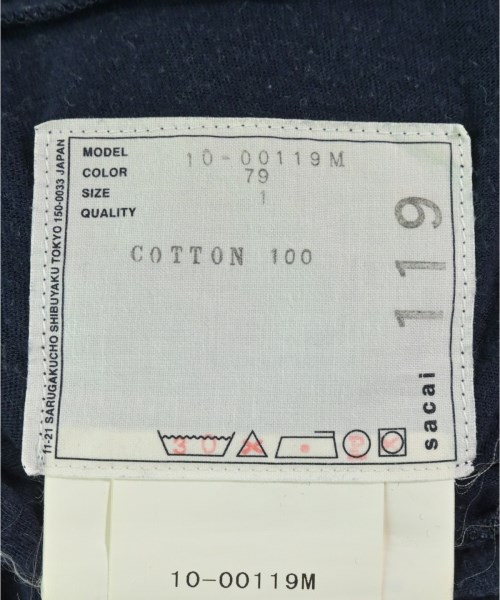 MODEL 10-00119M
COLOR 79
SIZE 1
QUALITY
COTTON 100
119
sacai
11-21 SARUGAKUCHO SHIBUYAKU TOKYO 150-0033 JAPAN
30
P
10-00119M